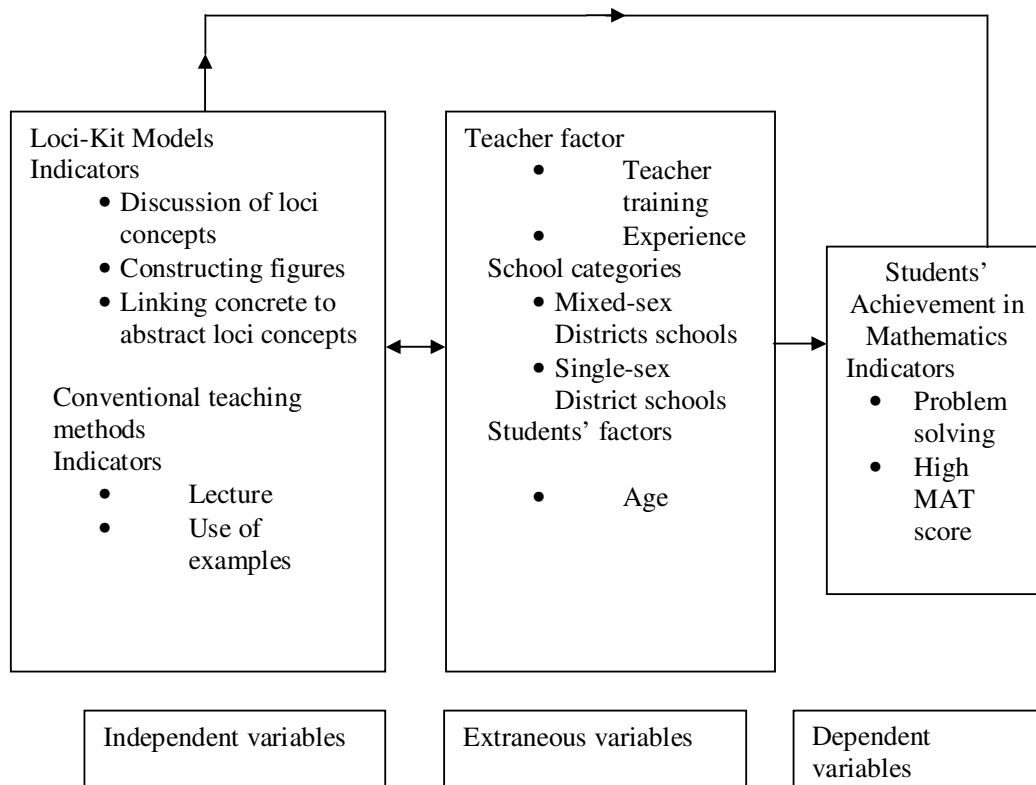 Loci-Kit Models
Indicators
• Discussion of loci
concepts
• Constructing figures
• Linking concrete to
abstract loci concepts
Conventional teaching
methods
Indicators
• Lecture
• Use of
examples
Teacher factor
• Teacher
training
• Experience
School categories
• Mixed-sex
Districts schools
• Single-sex
District schools
Students’ factors
• Age
Students’
Achievement in
Mathematics
Indicators
• Problem
solving
• High
MAT
score
Independent variables
Extraneous variables
Dependent
variables